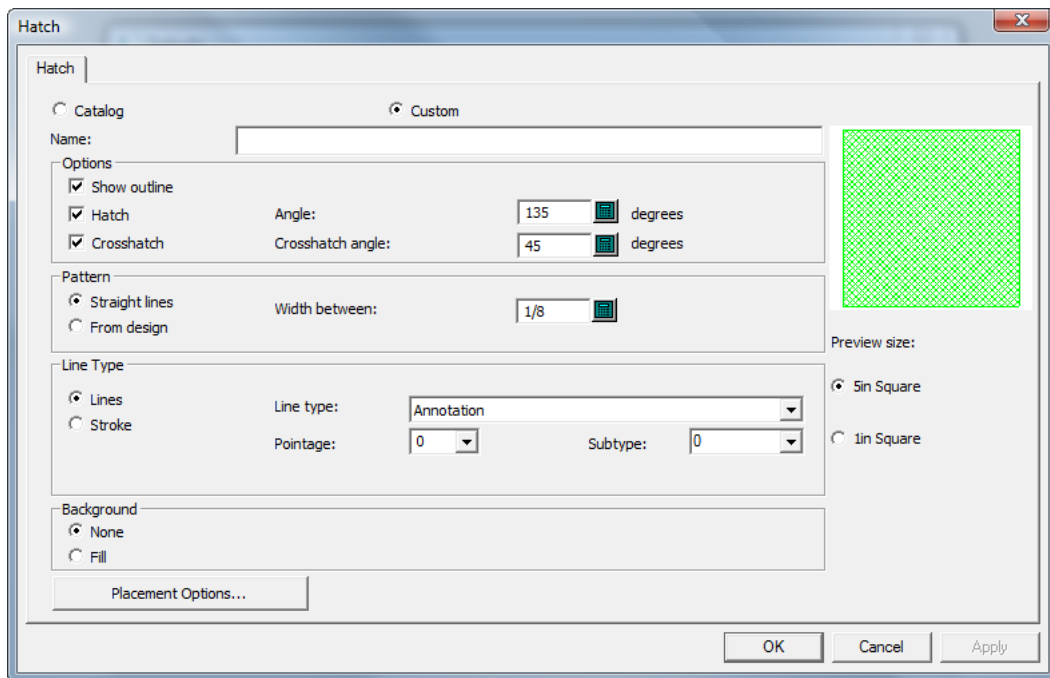 Hatch
Hatch
Catalog Custom
Name:
Options
Show outline
Hatch Angle: 135 degrees
Crosshatch Crosshatch angle: 45 degrees
Pattern
Straight lines Width between: 1/8
From design
Preview size:
Line Type
5in Square
Lines Line type: Annotation
Stroke
Pointage: 0 Subtype: 0 1in Square
Background
None
Fill
Placement Options...
OK Cancel Apply